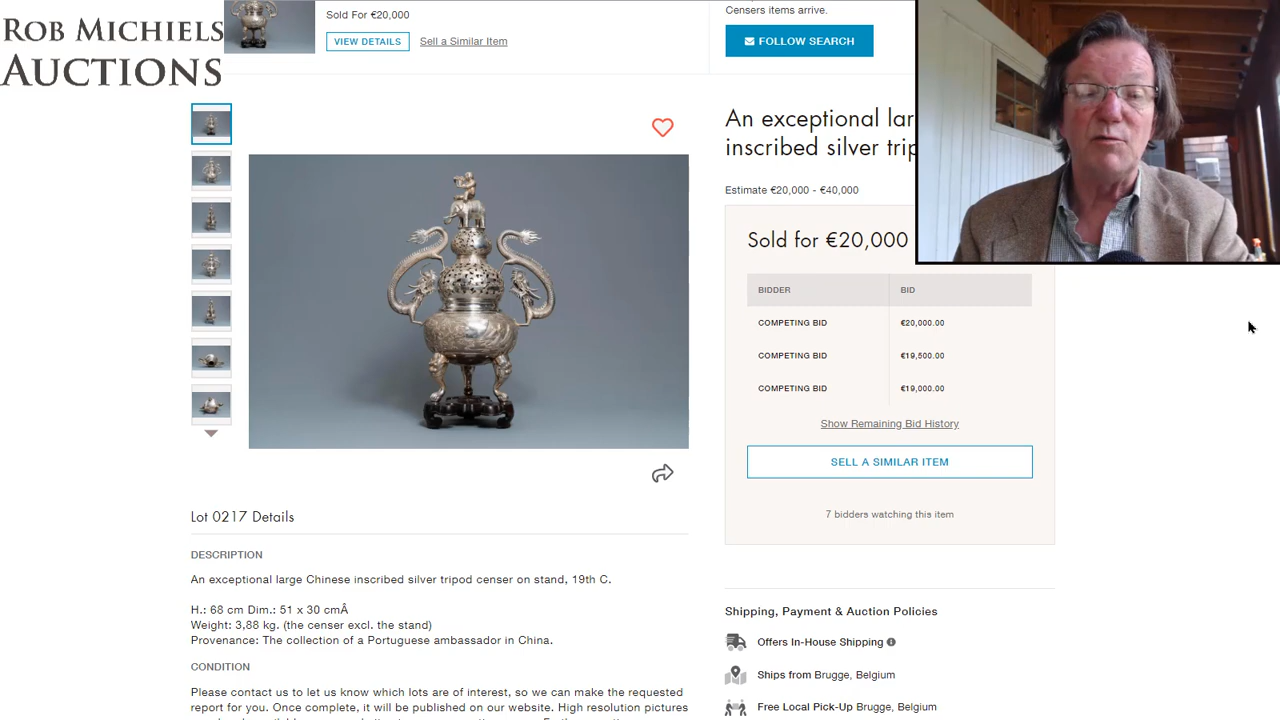 ROB MICHIELS
AUCTIONS
Sold For €20,000
VIEW DETAILS
Sell a Similar Item
Censers items arrive.
FOLLOW SEARCH
An exceptional lar
inscribed silver trip
Estimate €20,000 - €40,000
Sold for €20,000
BIDDER BID
COMPETING BID €20,000.00
COMPETING BID €19,500.00
COMPETING BID €19,000.00
Show Remaining Bid History
SELL A SIMILAR ITEM
7 bidders watching this item
Lot 0217 Details
DESCRIPTION
An exceptional large Chinese inscribed silver tripod censer on stand, 19th C.
H.: 68 cm Dim.: 51 x 30 cmÂ
Weight: 3,88 kg. (the censer excl. the stand)
Provenance: The collection of a Portuguese ambassador in China.
CONDITION
Please contact us to let us know which lots are of interest, so we can make the requested
report for you. Once complete, it will be published on our website. High resolution pictures
Shipping, Payment & Auction Policies
Offers In-House Shipping
Ships from Brugge, Belgium
Free Local Pick-Up Brugge, Belgium